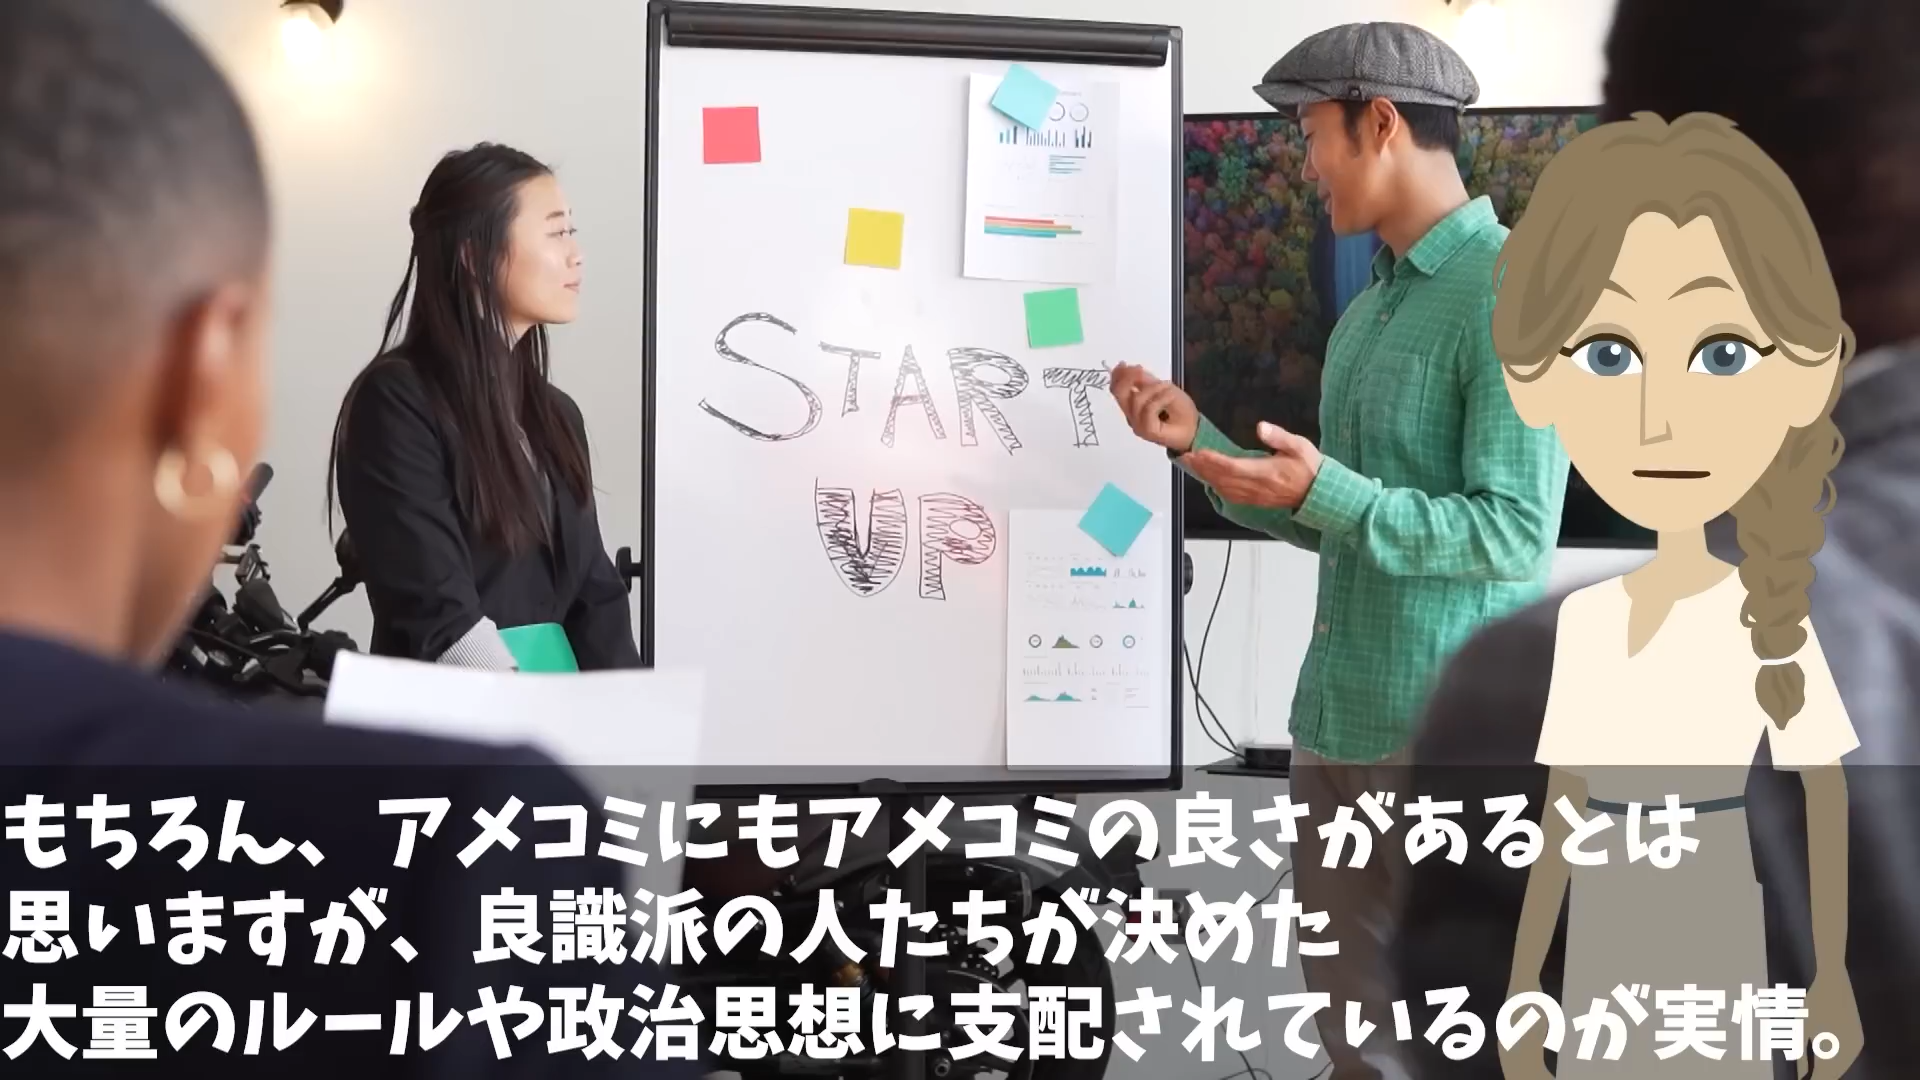 START
UP
もちろん、アメコミにもアメコミの良さがあるとは
思いますが、良識派の人たちが決めた
大量のルールや政治思想に支配されているのが実情。